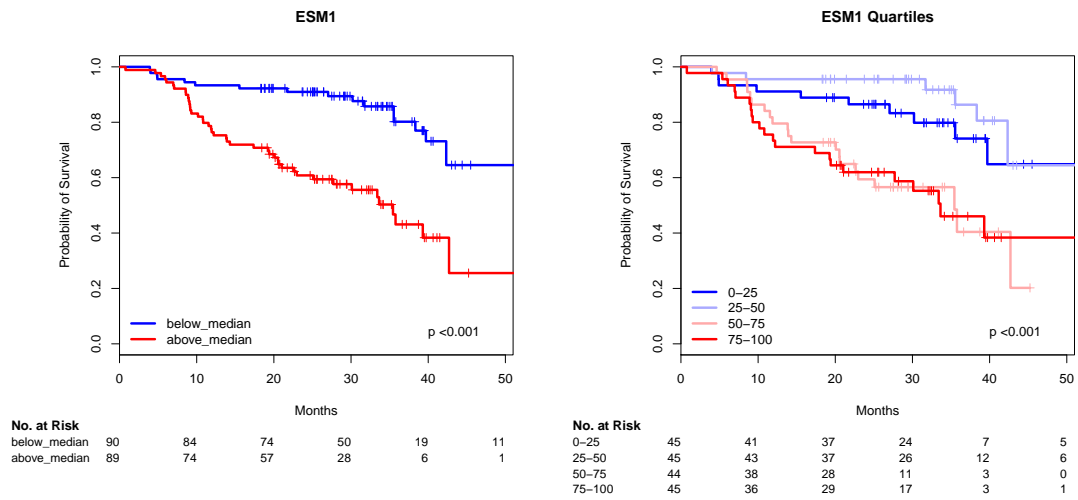 ESM1
Probability of Survival
1.0
0.8
0.6
0.4
0.2
0.0
below_median
above_median
p <0.001
0 10 20 30 40 50
Months
No. at Risk
below_median 90 84 74 50 19 11
above_median 89 74 57 28 6 1
ESM1 Quartiles
Probability of Survival
1.0
0.8
0.6
0.4
0.2
0.0
0−25
25−50
50−75
75−100
p <0.001
0 10 20 30 40 50
Months
No. at Risk
0−25 45 41 37 24 7 5
25−50 45 43 37 26 12 6
50−75 44 38 28 11 3 0
75−100 45 36 29 17 3 1